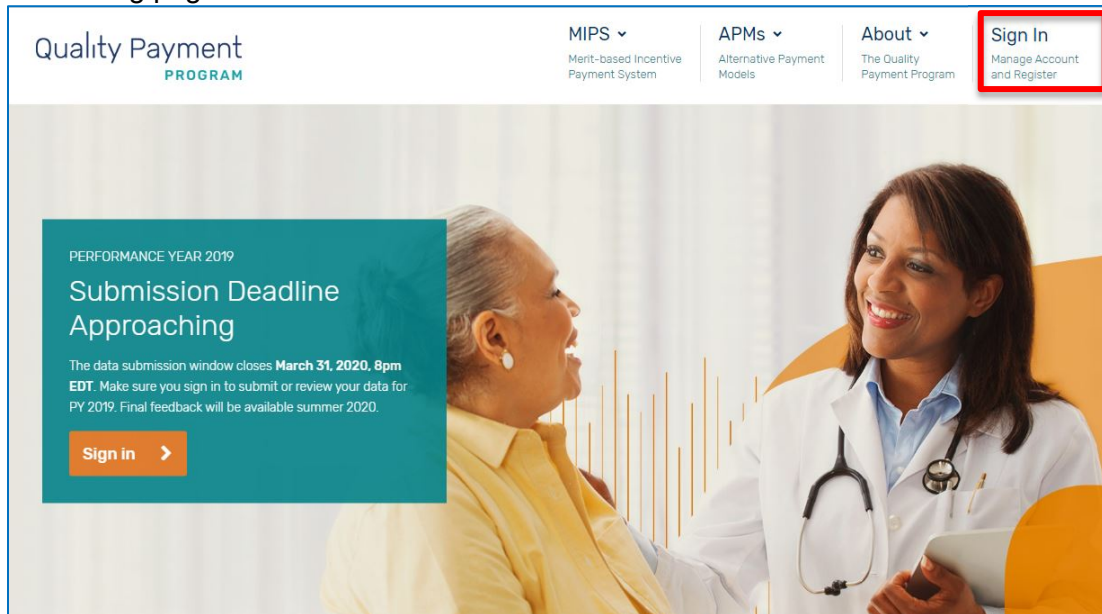 Quality Payment
PROGRAM
MIPS
Merit-based Incentive
Payment System
APMs
Alternative Payment
Models
About
The Quality
Payment Program
Sign In
Manage Account
and Register
PERFORMANCE YEAR 2019
Submission Deadline
Approaching
The data submission window closes March 31, 2020, 8pm
EDT. Make sure you sign in to submit or review your data for
PY 2019. Final feedback will be available summer 2020.
Sign in